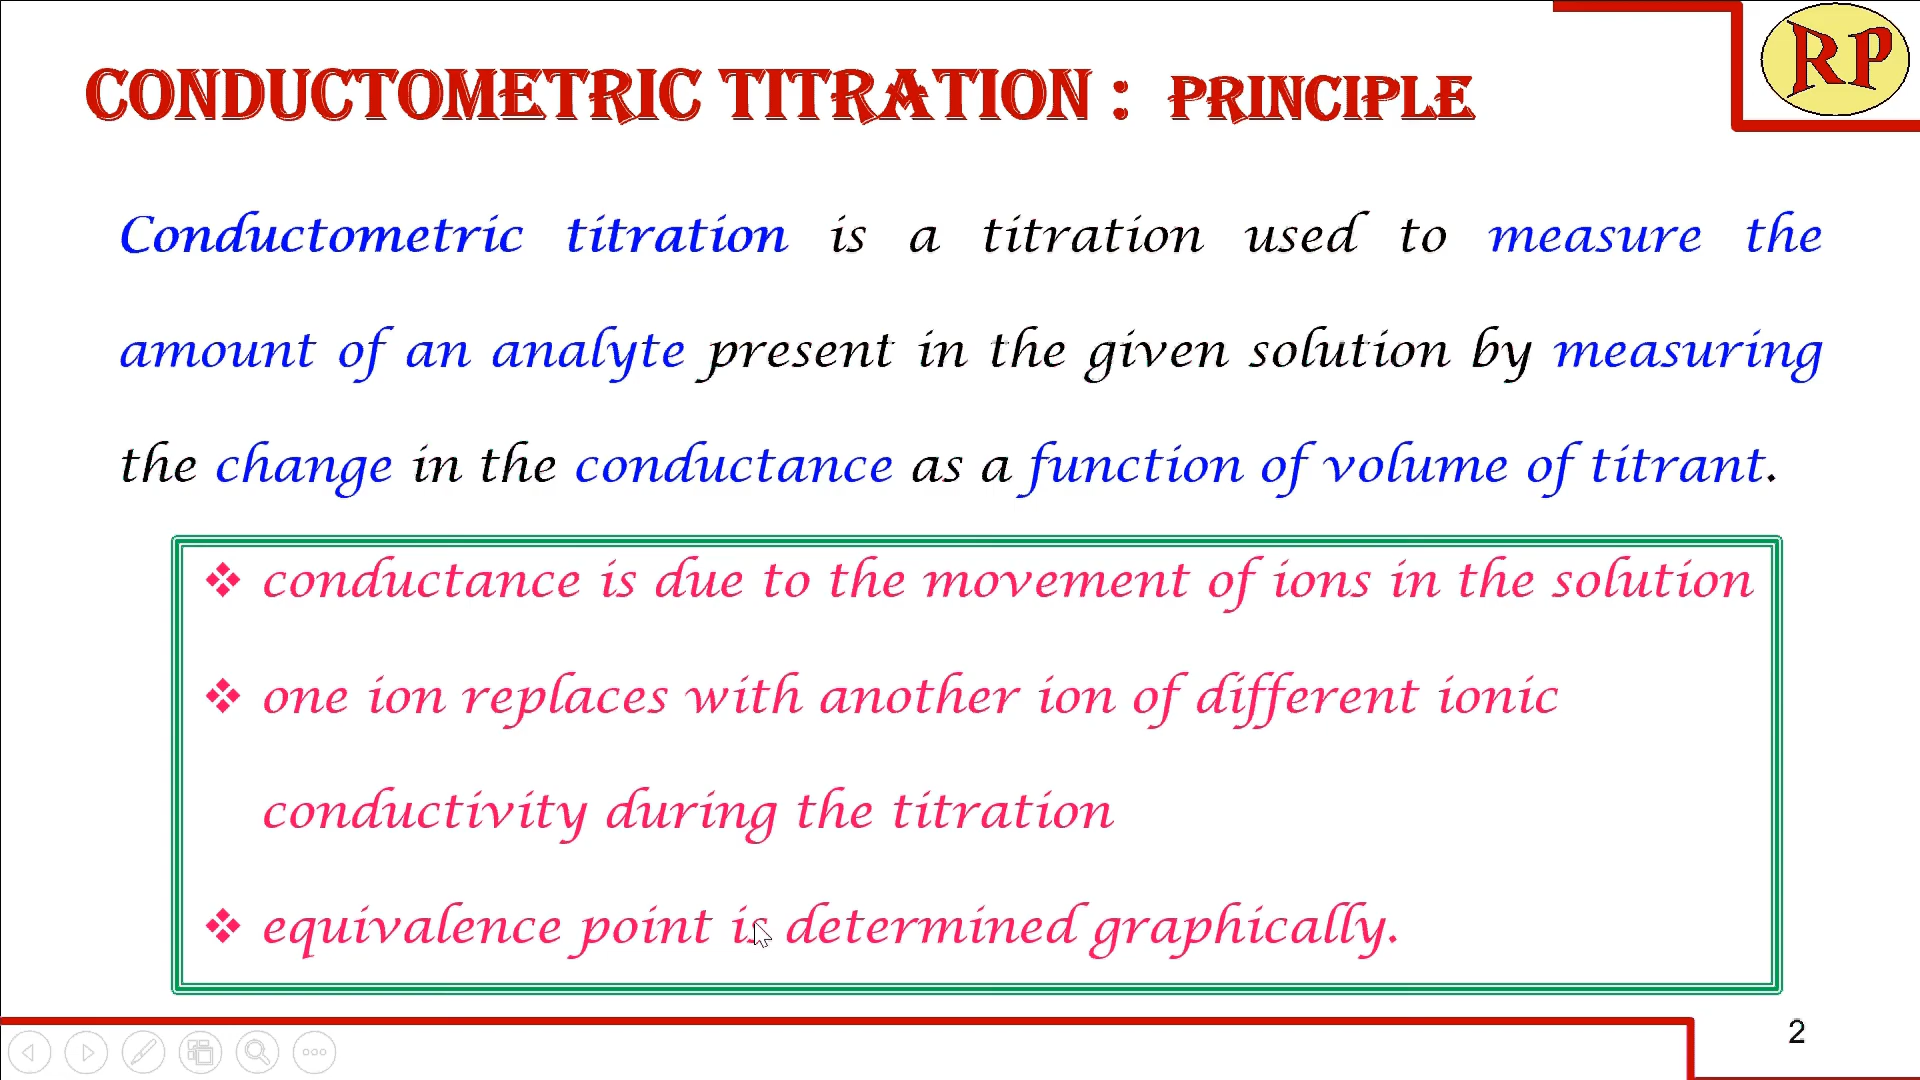 CONDUCTOMETRIC TITRATION : PRINCIPLE
RP
Conductometric titration is a titration used to measure the
amount of an analyte present in the given solution by measuring
the change in the conductance as a function of volume of titrant.
❖ conductance is due to the movement of ions in the solution
❖ one ion replaces with another ion of different ionic
conductivity during the titration
❖ equivalence point is determined graphically.
2